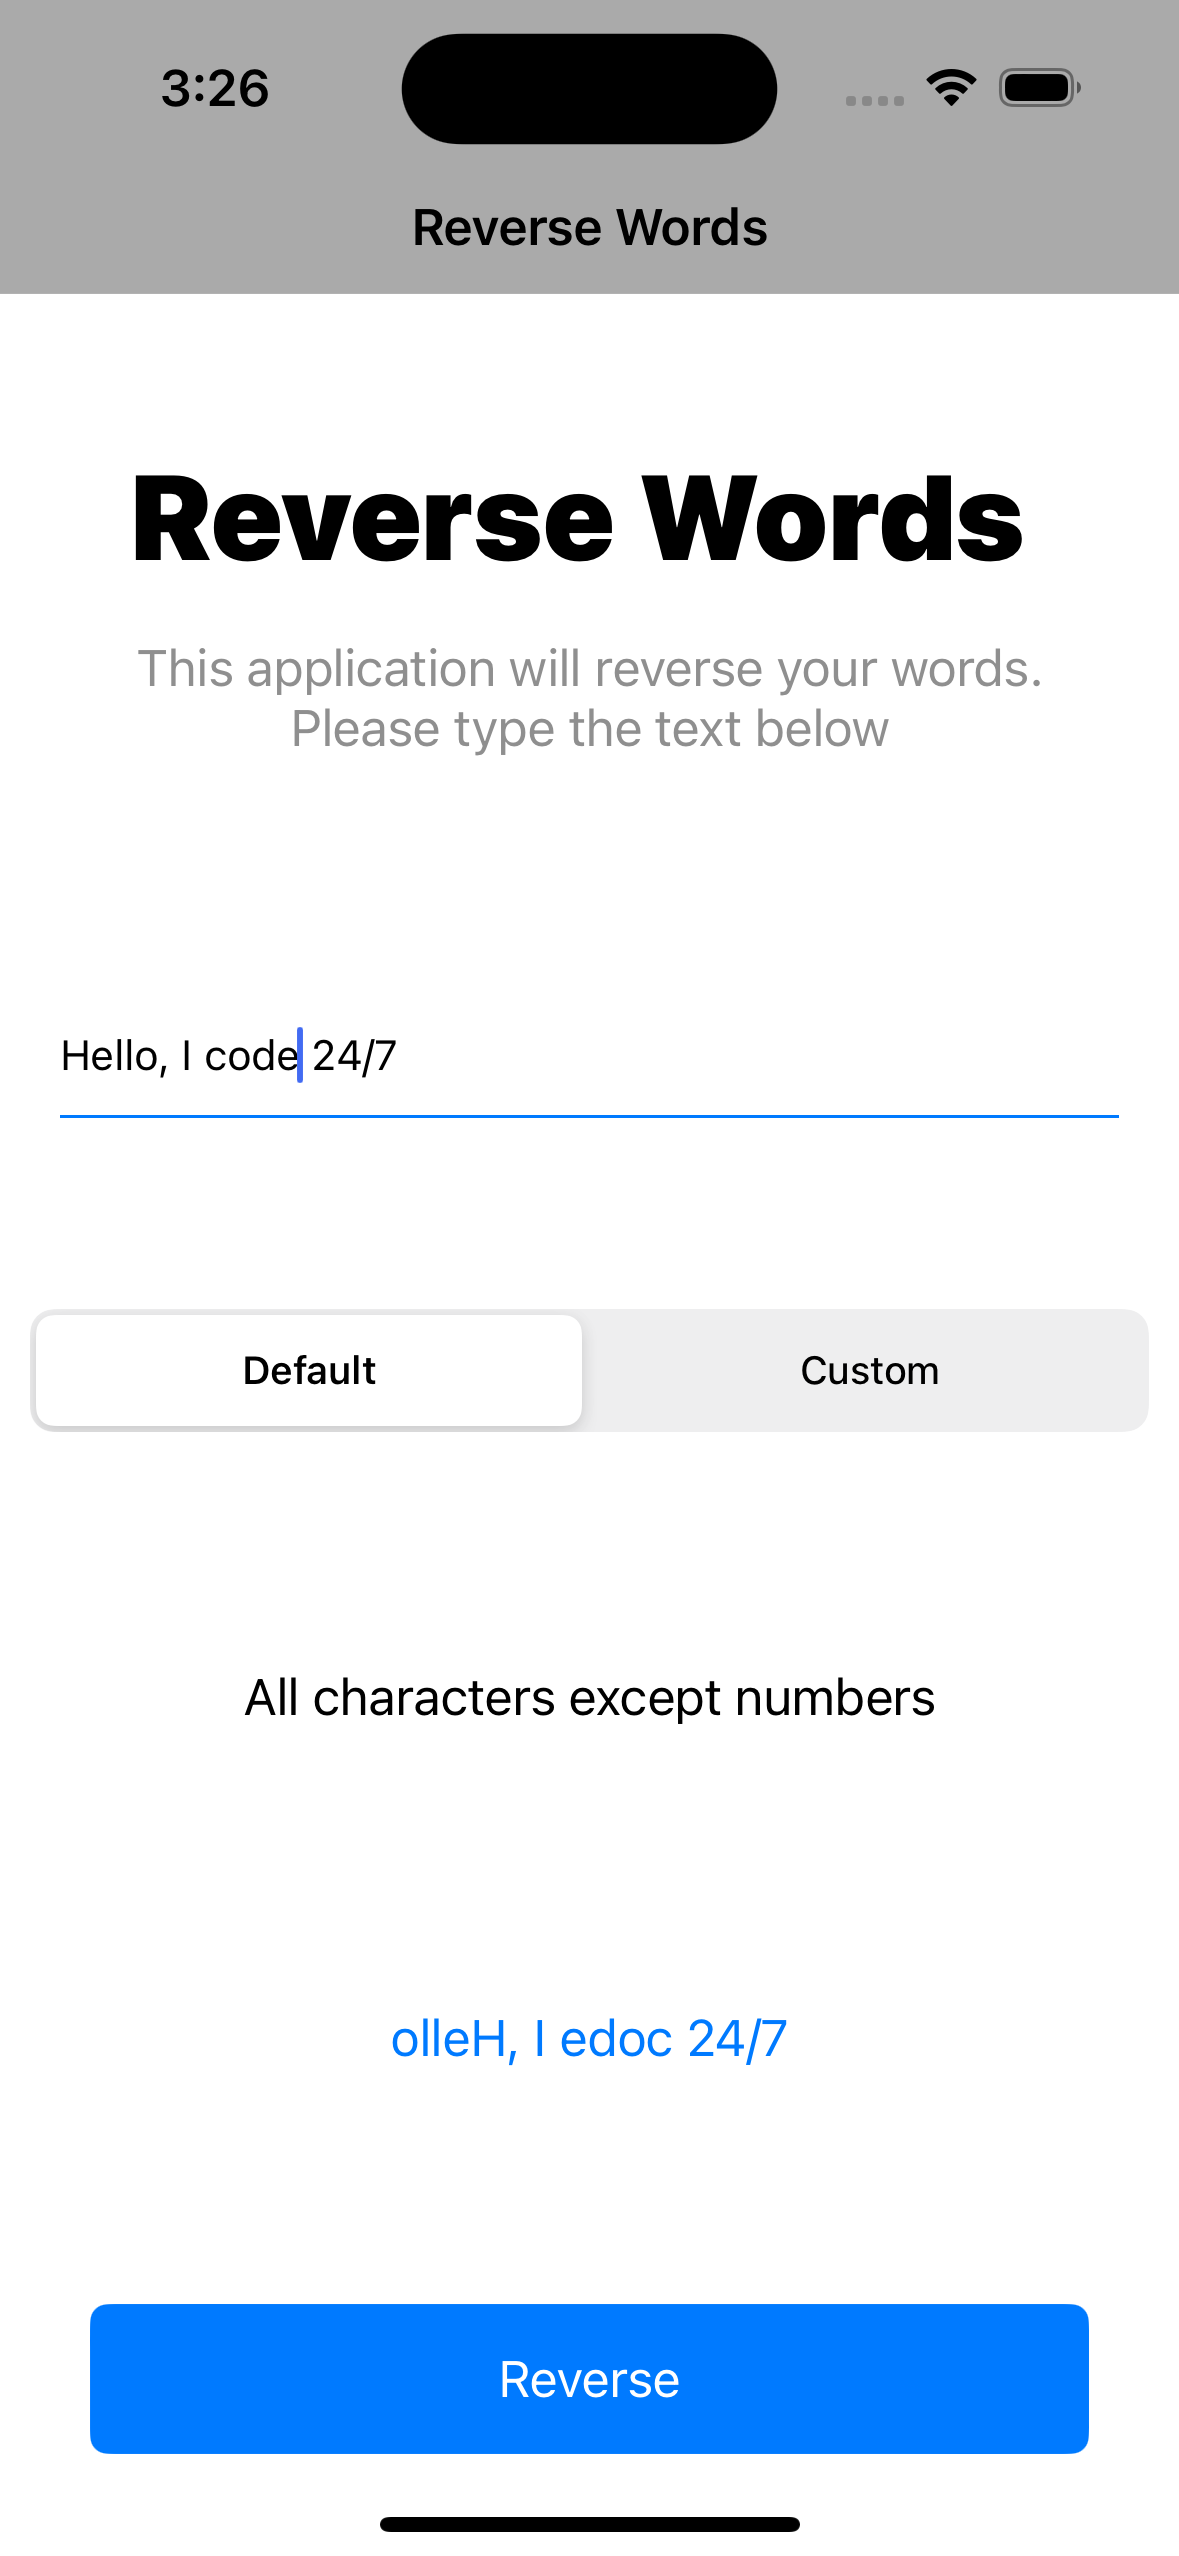 3:26
Reverse Words
Reverse Words
This application will reverse your words.
Please type the text below
Hello, I code 24/7
Default
Custom
All characters except numbers
olleH, I edoc 24/7
Reverse